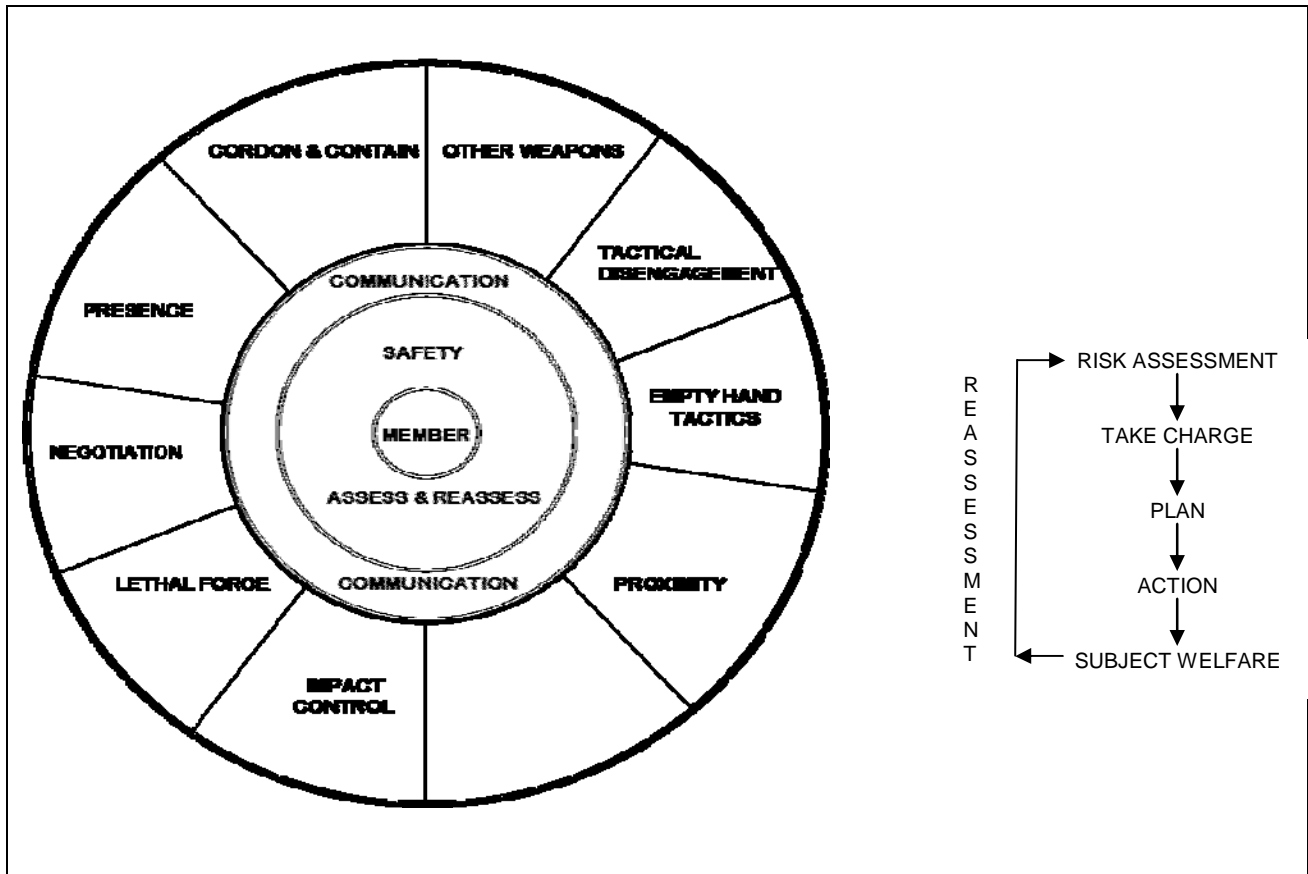 CORDON & CONTAIN
OTHER WEAPONS
TACTICAL
DISENGAGEMENT
EMPTY HAND
TACTICS
PROXIMITY
IMPACT
CONTROL
LETHAL FORCE
NEGOTIATION
PRESENCE
COMMUNICATION
SAFETY
MEMBER
ASSESS & REASSESS
COMMUNICATION
REASSESSMENT
RISK ASSESSMENT
TAKE CHARGE
PLAN
ACTION
SUBJECT WELFARE